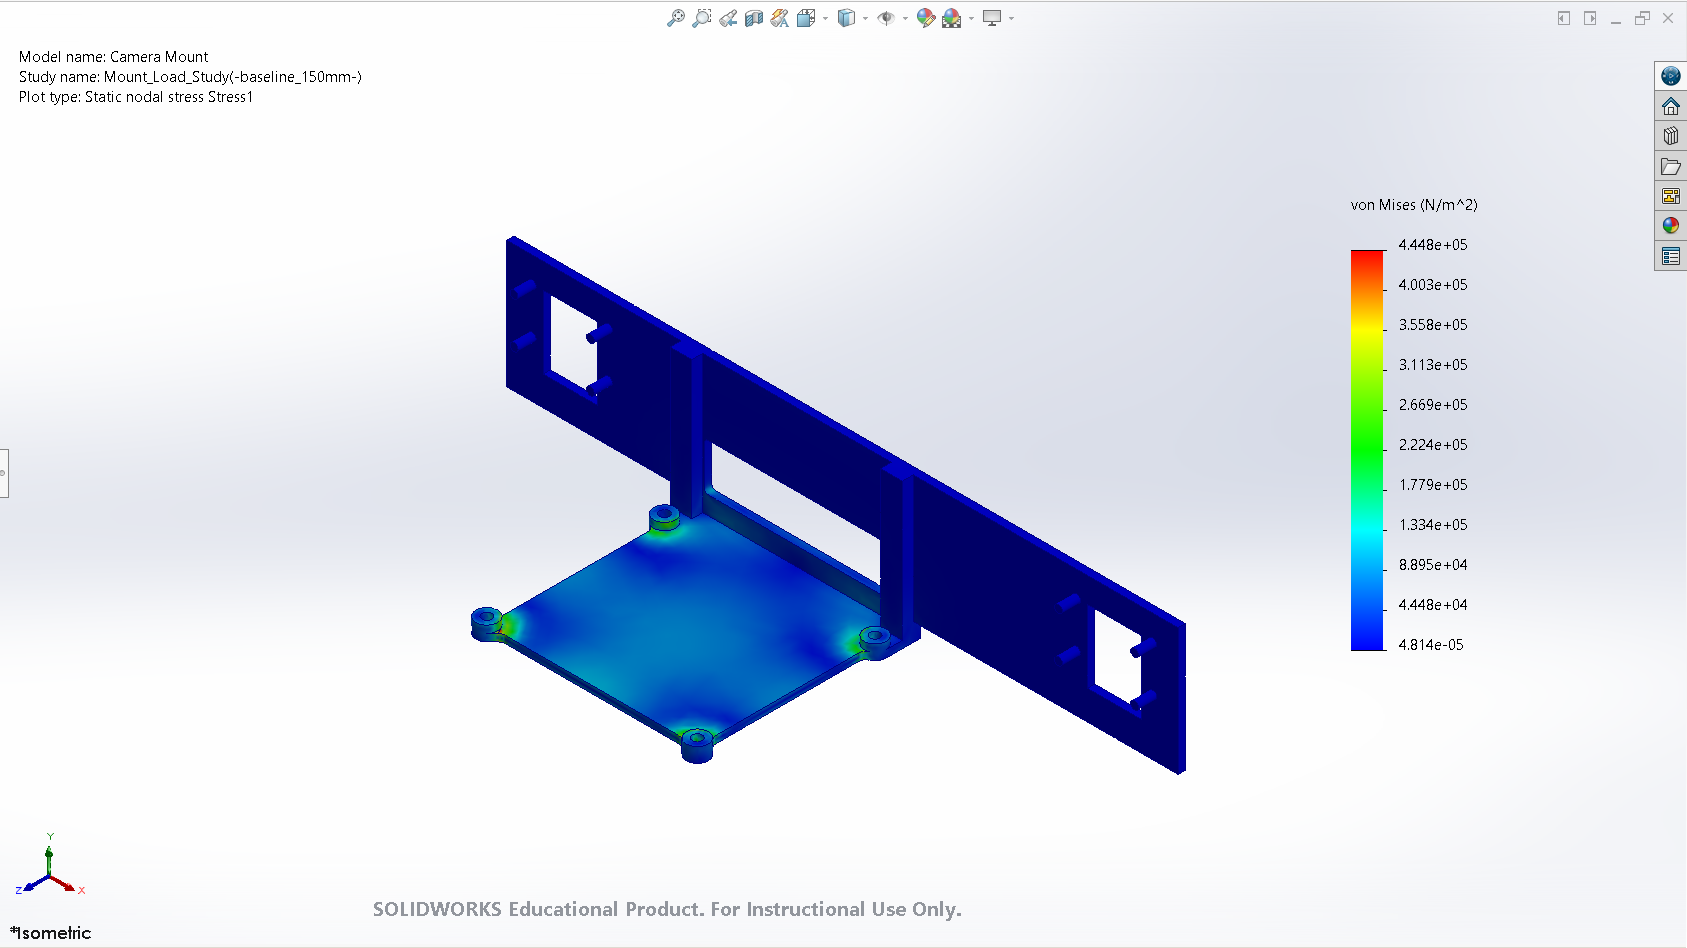 Model name: Camera Mount
Study name: Mount_Load_Study(-baseline_150mm-)
Plot type: Static nodal stress Stress1
von Mises (N/m^2)
4.448e+05
4.003e+05
3.558e+05
3.113e+05
2.669e+05
2.224e+05
1.779e+05
1.334e+05
8.895e+04
4.448e+04
4.814e-05
Y
Z
X
SOLIDWORKS Educational Product. For Instructional Use Only.
*Isometric